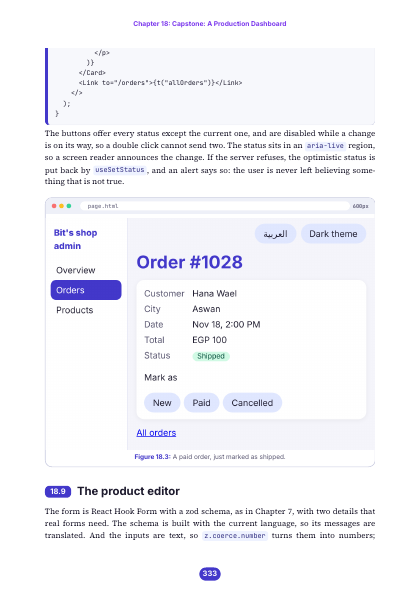 Chapter 18: Capstone: A Production Dashboard
</p>
)}
</Card>
<Link to="/orders">{t("allOrders")}</Link>
</>
);
}
The buttons offer every status except the current one, and are disabled while a change
is on its way, so a double click cannot send two. The status sits in an aria-live region,
so a screen reader announces the change. If the server refuses, the optimistic status is
put back by useSetStatus, and an alert says so: the user is never left believing some-
thing that is not true.
page.html
600px
Bit's shop
admin
العربية
Dark theme
Overview
Orders
Products
Order #1028
Customer Hana Wael
City Aswan
Date Nov 18, 2:00 PM
Total EGP 100
Status Shipped
Mark as
New Paid Cancelled
All orders
Figure 18.3: A paid order, just marked as shipped.
18.9 The product editor
The form is React Hook Form with a zod schema, as in Chapter 7, with two details that
real forms need. The schema is built with the current language, so its messages are
translated. And the inputs are text, so z.coerce.number turns them into numbers;
333